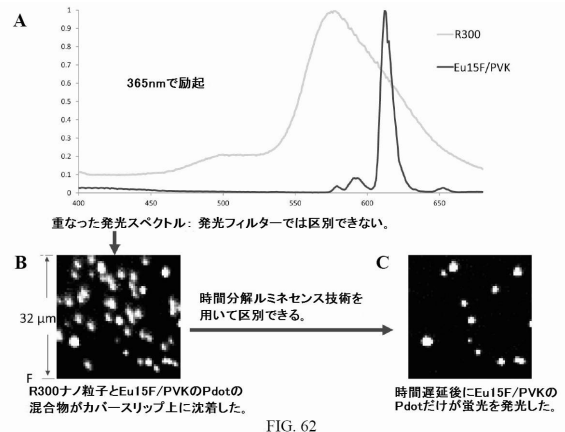 A
1
0.9
0.8
0.7
0.6
0.5
0.4
0.3
0.2
0.1
0
400
450
500
550
600
650
R300
Eu15F/PVK
365nmで励起
重なった発光スペクトル: 発光フィルターでは区別できない。
B
32 μm
F
時間分解ルミネセンス技術を
用いて区別できる。
C
R300ナノ粒子とEu15F/PVKのPdotの
混合物がカバースリップ上に沈着した。
時間遅延後にEu15F/PVKの
Pdotだけが蛍光を発光した。
FIG. 62